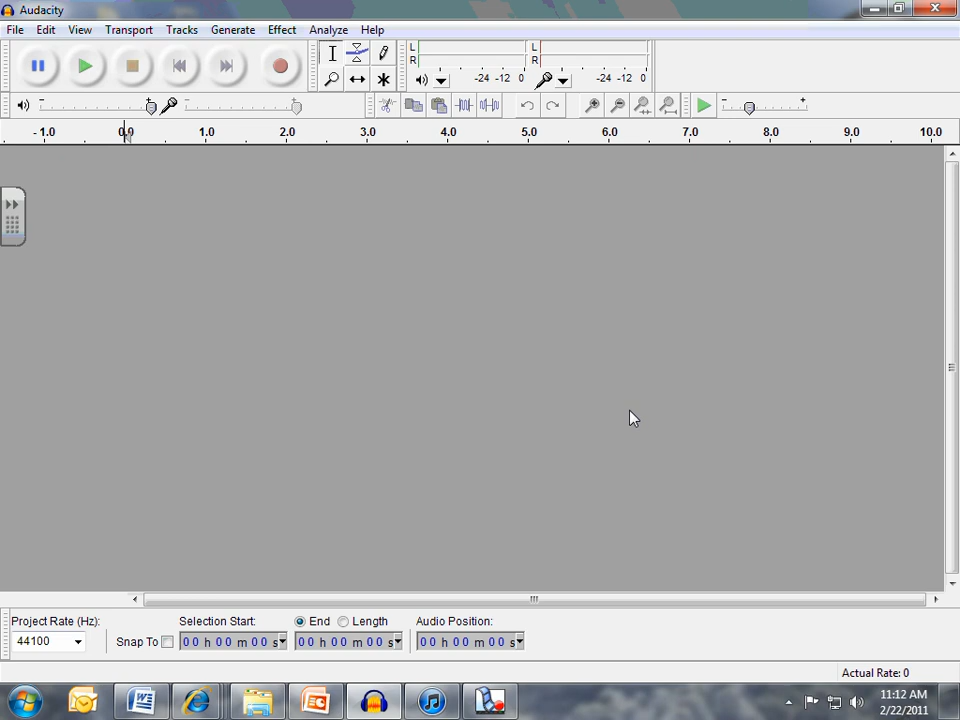 Audacity
File Edit View Transport Tracks Generate Effect Analyze Help
L L
R R
-24 -12 0 -24 -12 0
- + - + - +
- 1.0 0.0 1.0 2.0 3.0 4.0 5.0 6.0 7.0 8.0 9.0 10.0
Project Rate (Hz): Selection Start: End Length Audio Position:
44100 Snap To 00 h 00 m 00 s 00 h 00 m 00 s 00 h 00 m 00 s
Actual Rate: 0
11:12 AM
2/22/2011